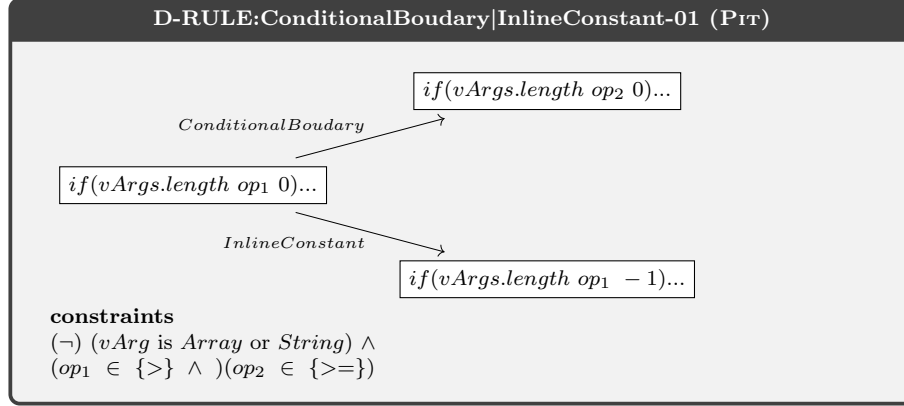 D-RULE:ConditionalBoudary|InlineConstant-01 (PIT)
if(vArgs.length op₂ 0)...
ConditionalBoudary
if(vArgs.length op₁ 0)...
InlineConstant
if(vArgs.length op₁ − 1)...
constraints
(¬) (vArg is Array or String) ∧
(op₁ ∈ {>} ∧ )(op₂ ∈ {>=})